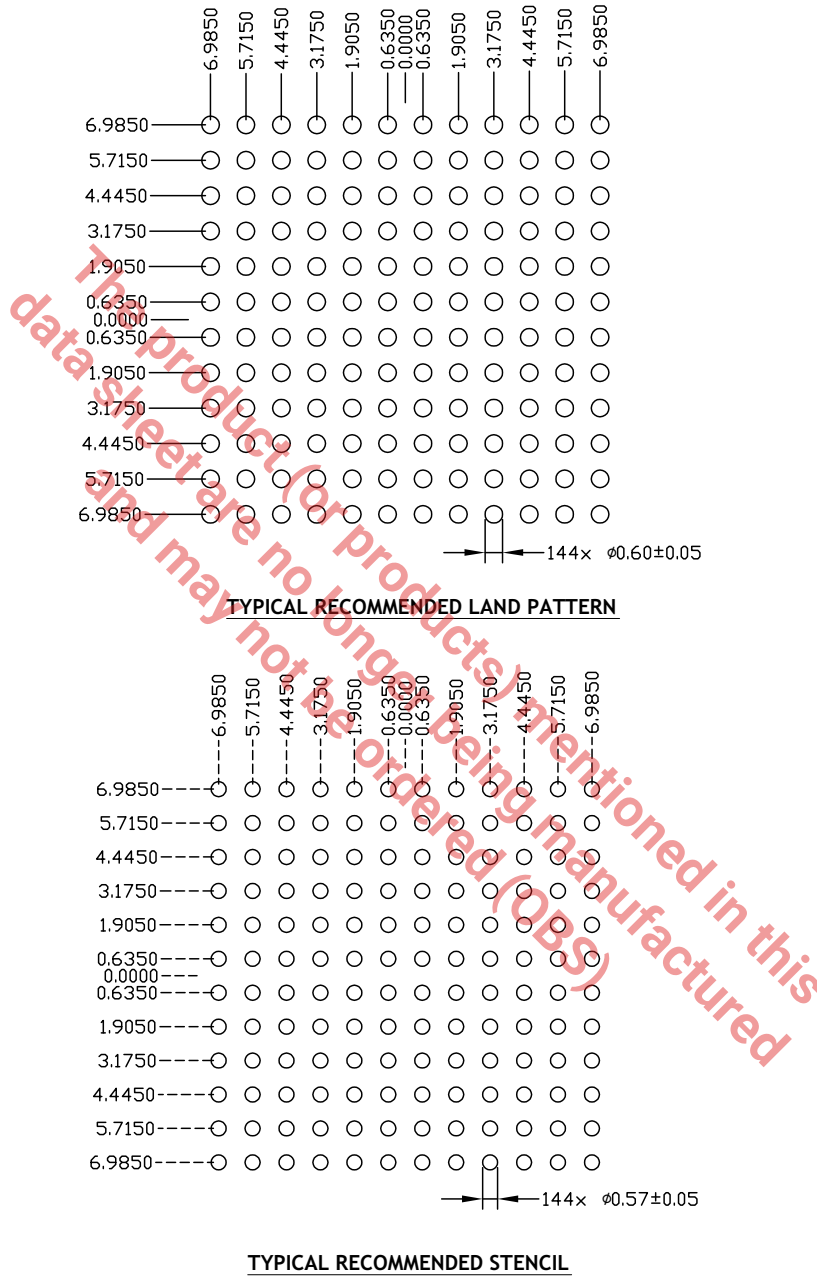 6.9850 5.7150 4.4450 3.1750 1.9050 0.6350 0.0000 0.6350 1.9050 3.1750 4.4450 5.7150 6.9850
6.9850
5.7150
4.4450
3.1750
1.9050
0.6350
0.0000
0.6350
1.9050
3.1750
4.4450
5.7150
6.9850
144x ⌀0.60±0.05
TYPICAL RECOMMENDED LAND PATTERN
6.9850 5.7150 4.4450 3.1750 1.9050 0.6350 0.0000 0.6350 1.9050 3.1750 4.4450 5.7150 6.9850
6.9850
5.7150
4.4450
3.1750
1.9050
0.6350
0.0000
0.6350
1.9050
3.1750
4.4450
5.7150
6.9850
144x ⌀0.57±0.05
TYPICAL RECOMMENDED STENCIL
The product (or products) mentioned in this
data sheet are no longer being manufactured
and may not be ordered (OBS)